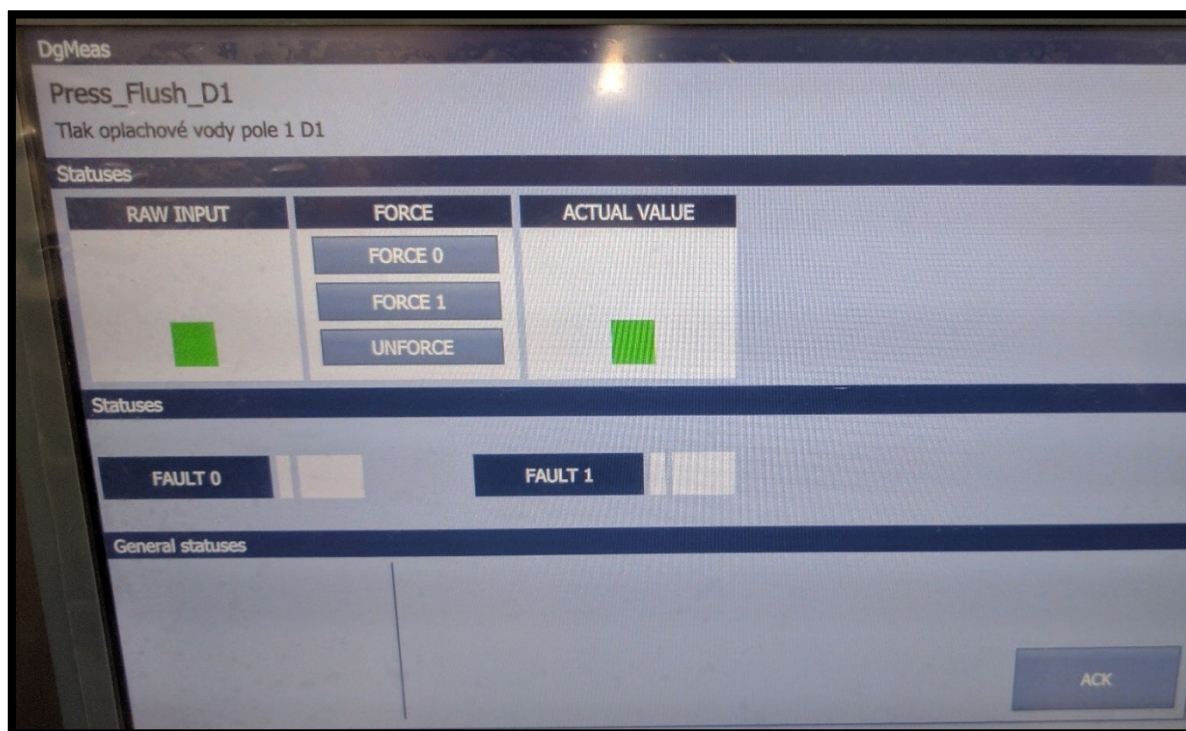 DgMeas
Press_Flush_D1
Tlak oplachové vody pole 1 D1
Statuses
RAW INPUT FORCE ACTUAL VALUE
FORCE 0
FORCE 1
UNFORCE
Statuses
FAULT 0 FAULT 1
General statuses
ACK